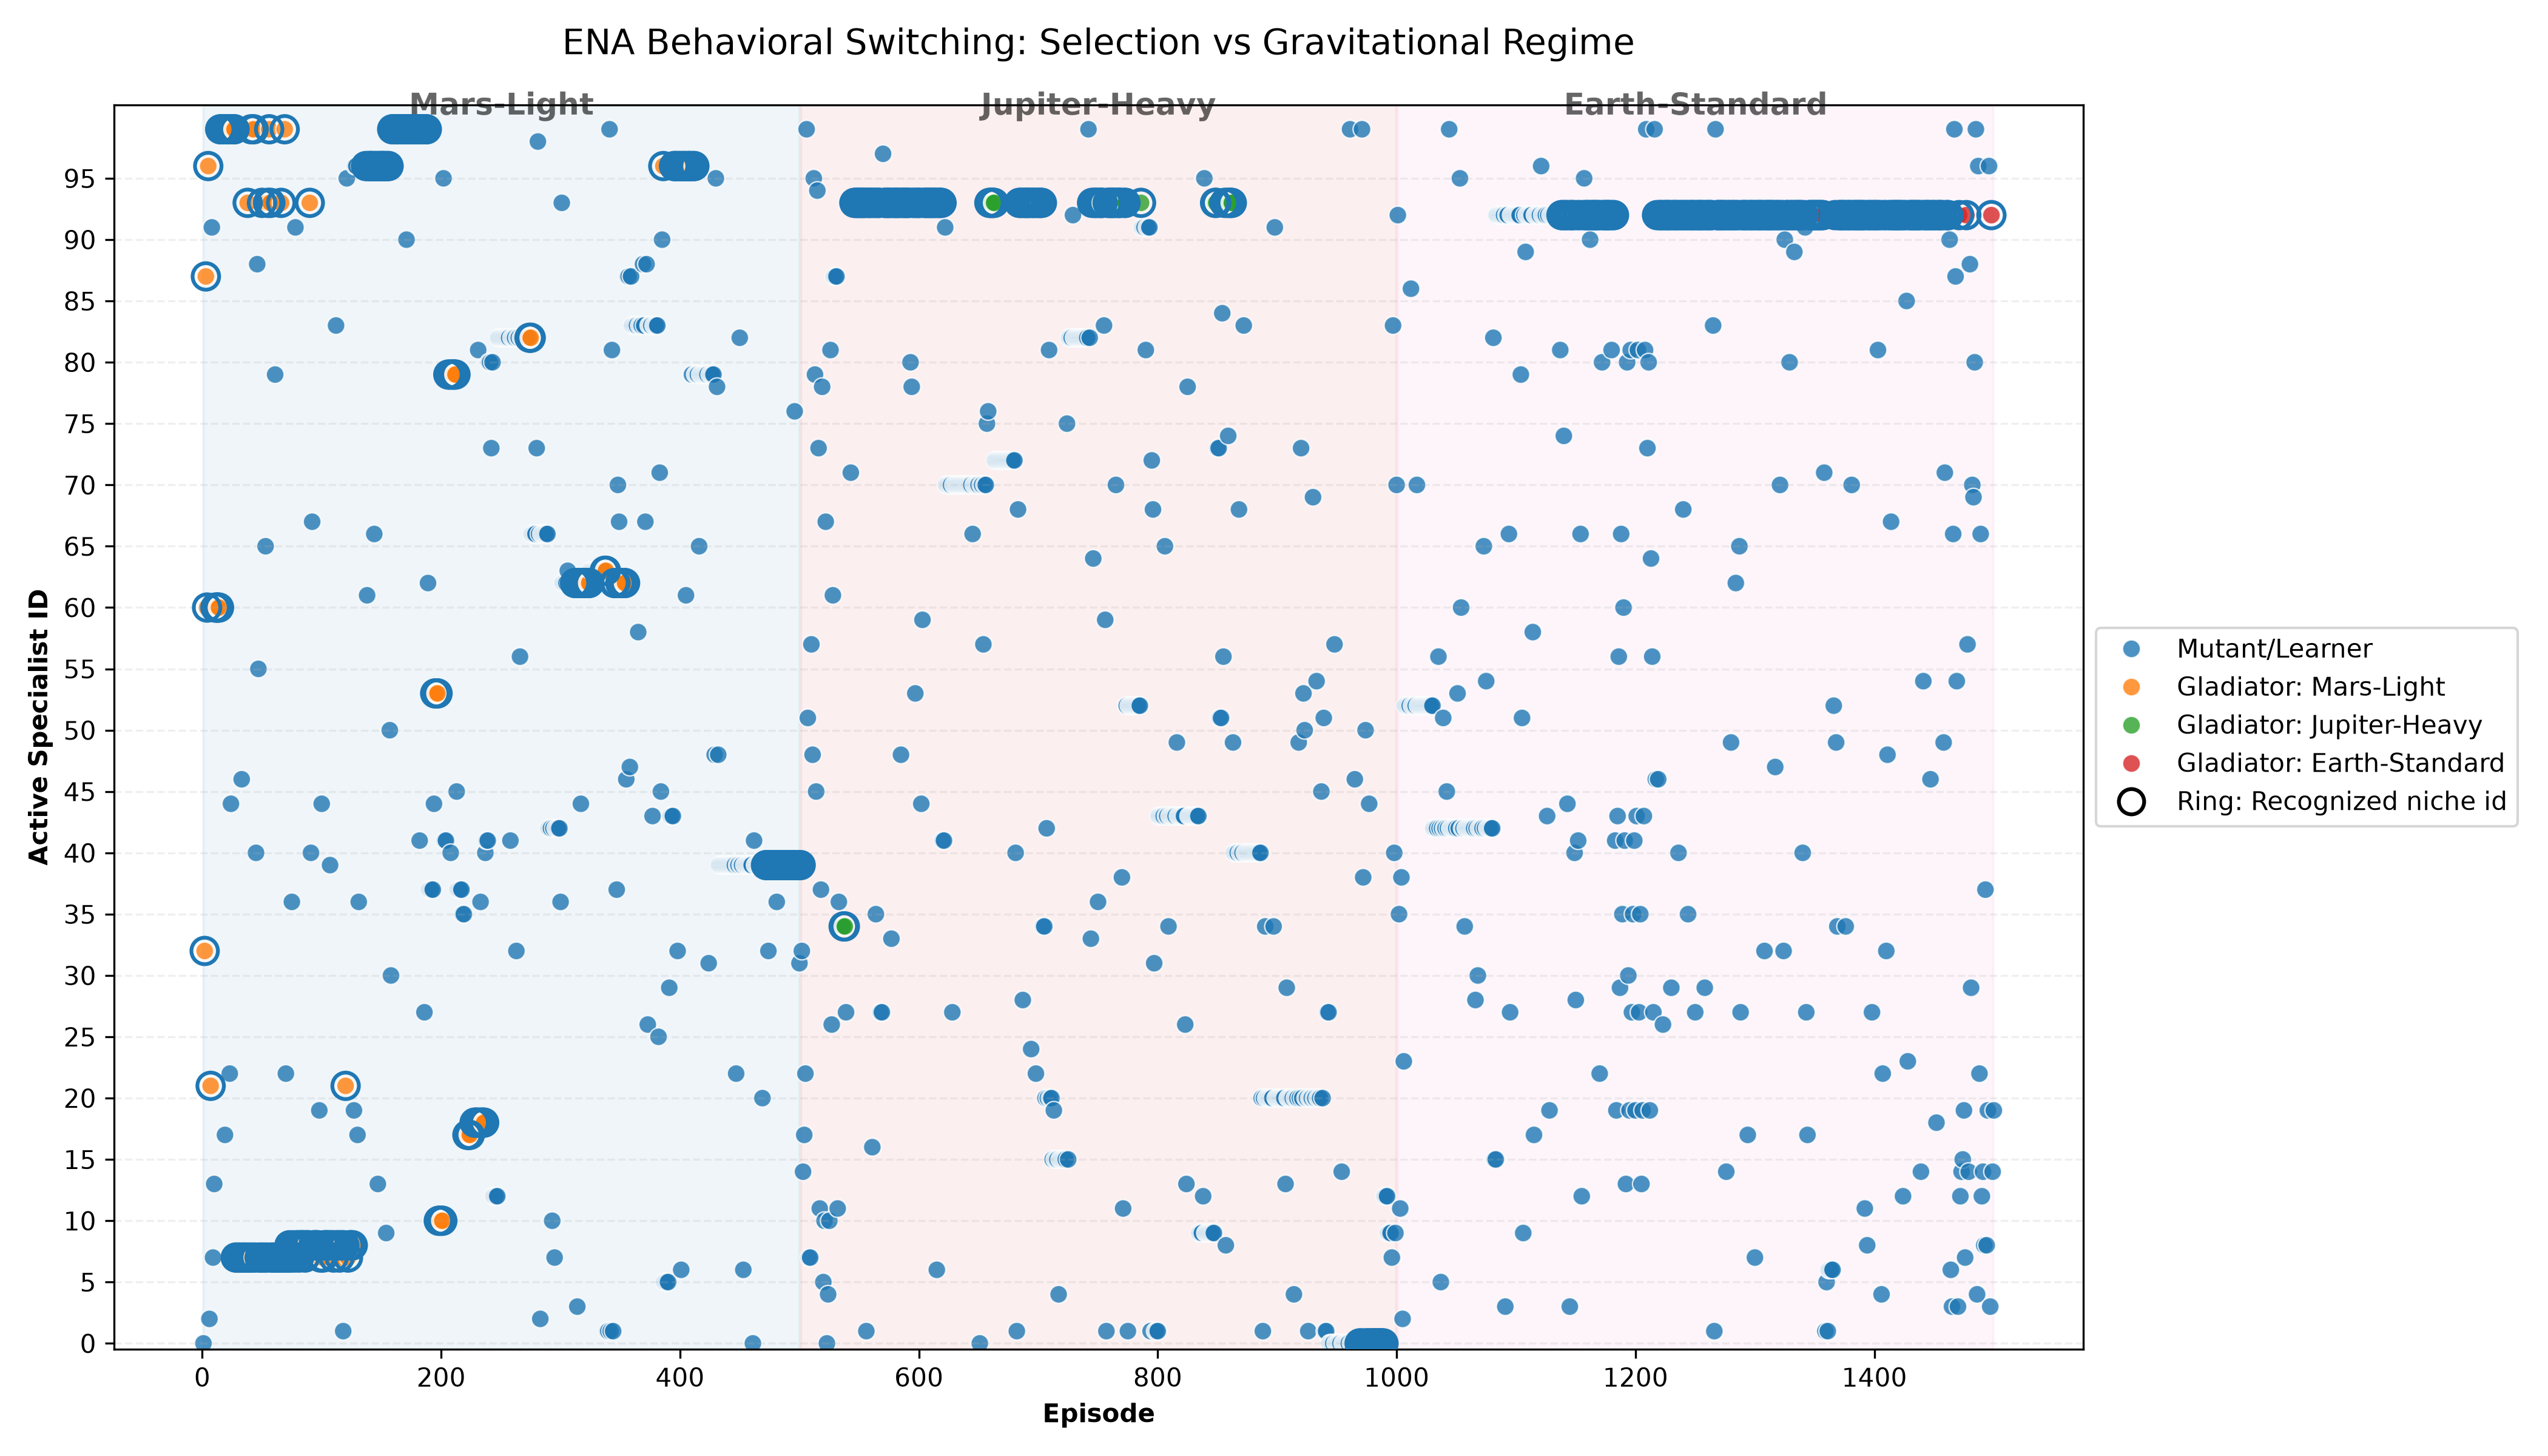 ENA Behavioral Switching: Selection vs Gravitational Regime
Mars-Light
Jupiter-Heavy
Earth-Standard
Active Specialist ID
95
90
85
80
75
70
65
60
55
50
45
40
35
30
25
20
15
10
5
0
0
200
400
600
800
1000
1200
1400
Episode
Mutant/Learner
Gladiator: Mars-Light
Gladiator: Jupiter-Heavy
Gladiator: Earth-Standard
Ring: Recognized niche id